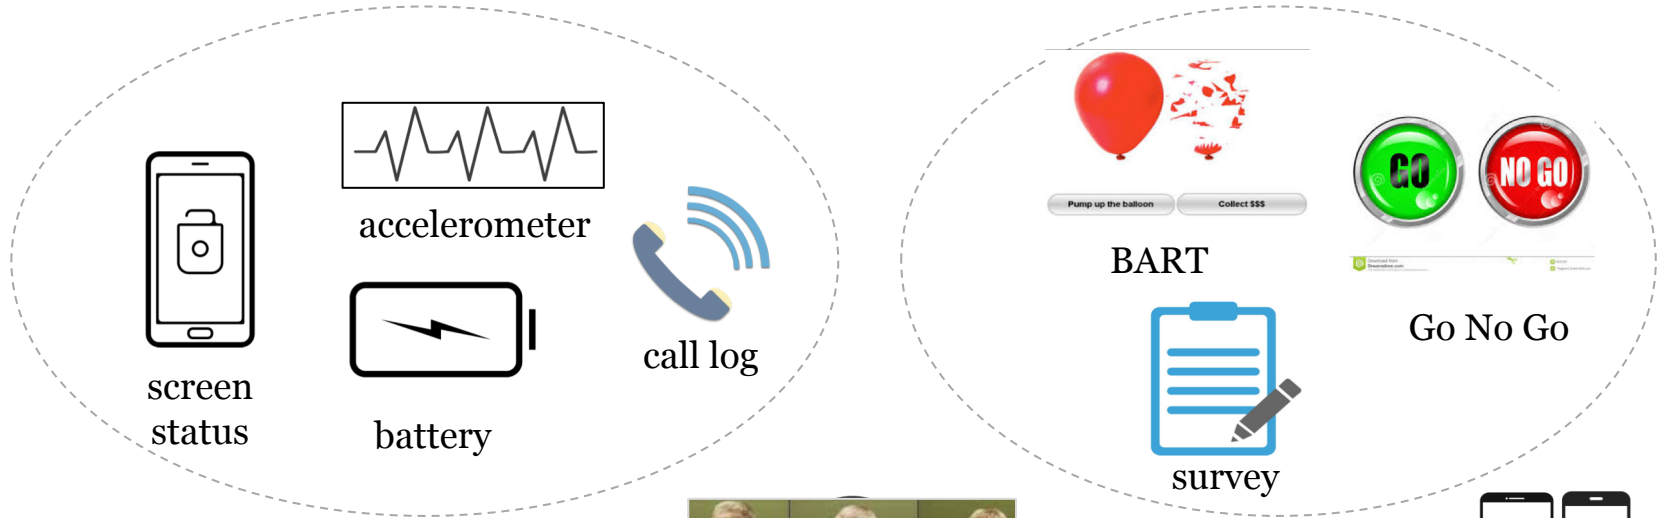 accelerometer
screen
status
battery
call log
Pump up the balloon
Collect $$$
BART
GO
NO GO
Go No Go
survey